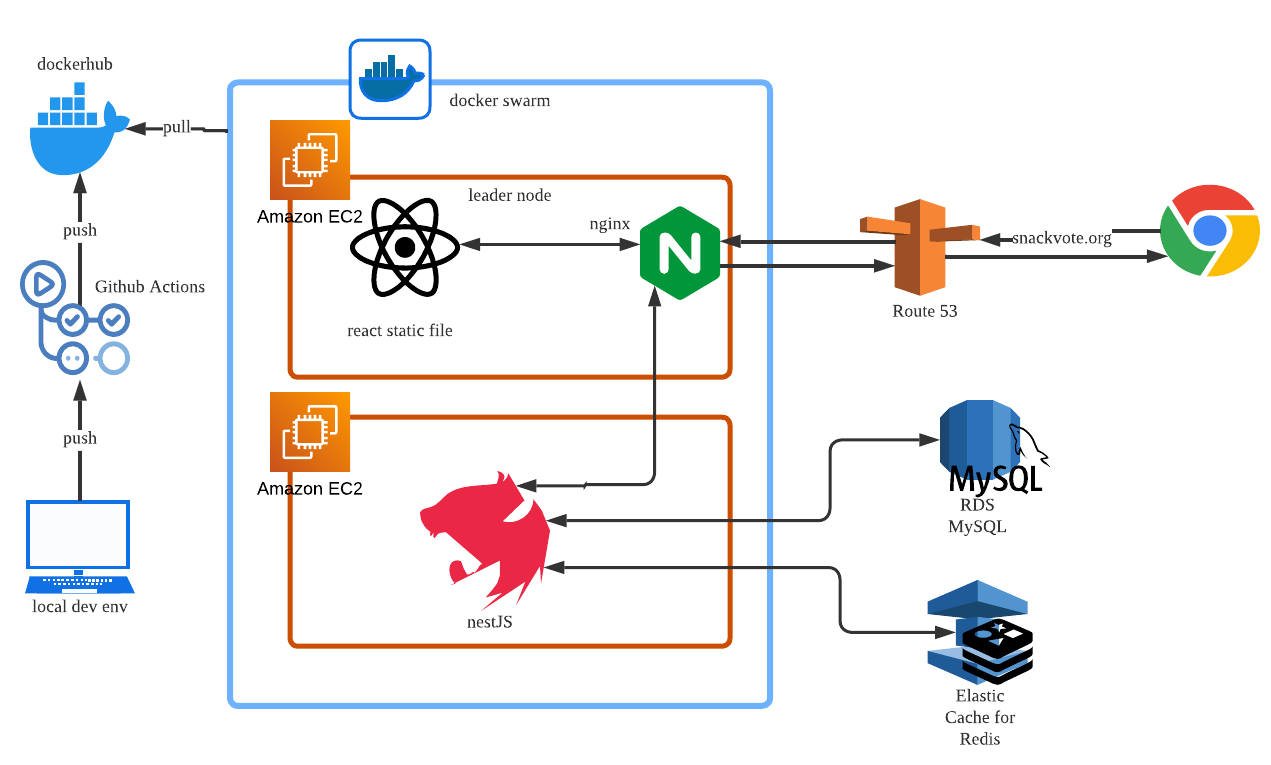 dockerhub
docker swarm
pull
leader node
Amazon EC2
nginx
push
snackvote.org
Github Actions
Route 53
react static file
push
Amazon EC2
MySQL
RDS
MySQL
local dev env
nestJS
Elastic
Cache for
Redis